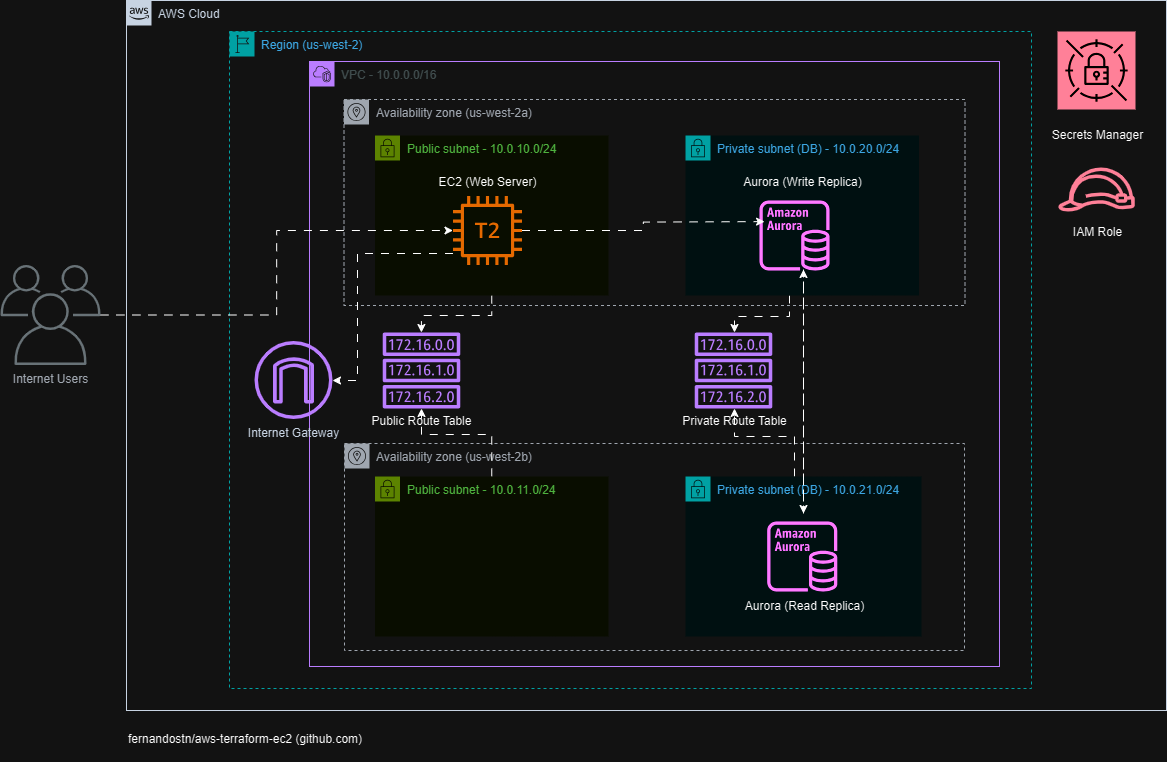 aws
AWS Cloud
Region (us-west-2)
VPC - 10.0.0.0/16
Availability zone (us-west-2a)
Public subnet - 10.0.10.0/24
Private subnet (DB) - 10.0.20.0/24
EC2 (Web Server)
Aurora (Write Replica)
T2
Amazon
Aurora
Secrets Manager
IAM Role
Internet Users
Internet Gateway
172.16.0.0
172.16.1.0
172.16.2.0
Public Route Table
172.16.0.0
172.16.1.0
172.16.2.0
Private Route Table
Availability zone (us-west-2b)
Public subnet - 10.0.11.0/24
Private subnet (DB) - 10.0.21.0/24
Amazon
Aurora
Aurora (Read Replica)
fernandostn/aws-terraform-ec2 (github.com)